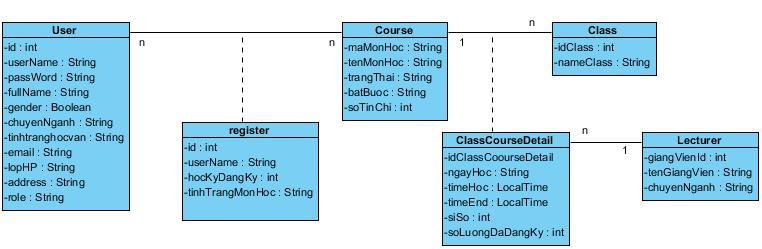 User
-id : int
-userName : String
-passWord : String
-fullName : String
-gender : Boolean
-chuyenNganh : String
-tinhtranghocvan : String
-email : String
-lopHP : String
-address : String
-role : String
n
n
register
-id : int
-userName : String
-hocKyDangKy : int
-tinhTrangMonHoc : String
Course
-maMonHoc : String
-tenMonHoc : String
-trangThai : String
-batBuoc : String
-soTinChi : int
1
n
Class
-idClass : int
-nameClass : String
ClassCourseDetail
-idClassCoourseDetail
-ngayHoc : String
-timeHoc : LocalTime
-timeEnd : LocalTime
-siSo : int
-soLuongDaDangKy : int
n
1
Lecturer
-giangVienId : int
-tenGiangVien : String
-chuyenNganh : String